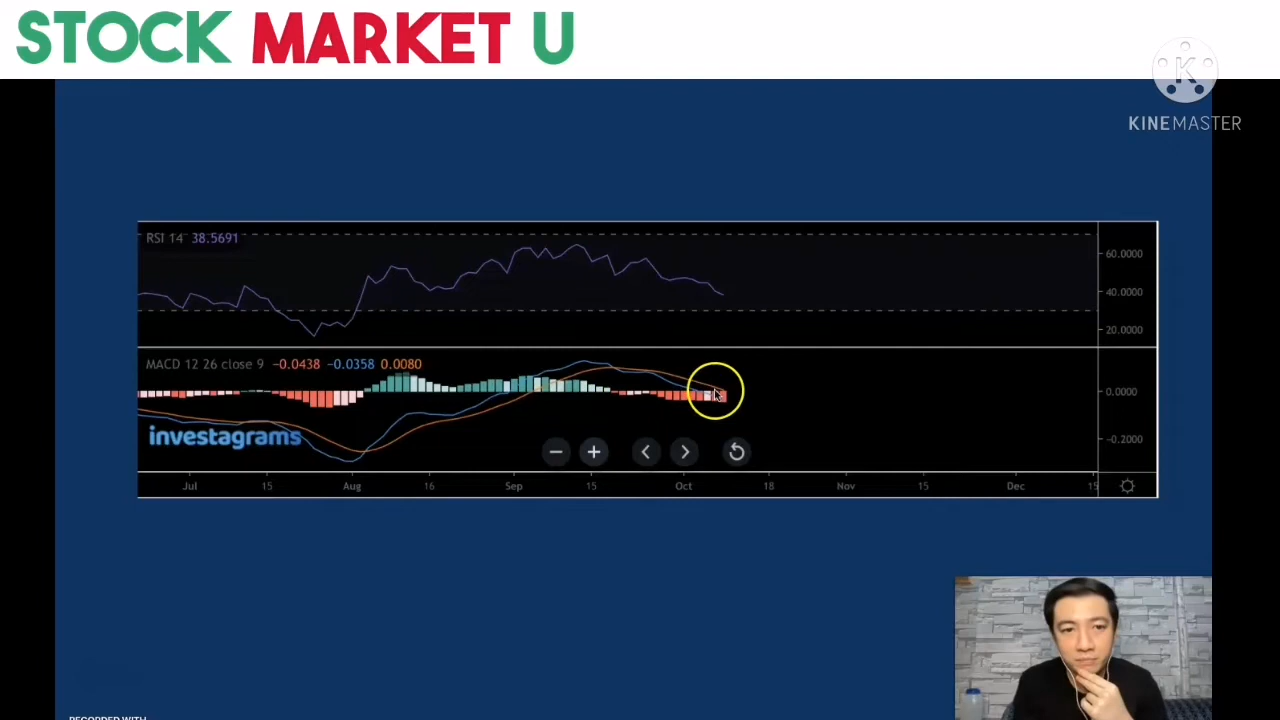 STOCK MARKET U
K
KINEMASTER
RSI 14 38.5691
60.0000
40.0000
20.0000
MACD 12 26 close 9 −0.0438 −0.0358 0.0080
0.0000
−0.2000
investagrams
Jul 15 Aug 16 Sep 15 Oct 18 Nov 15 Dec 15
RECORDED WITH